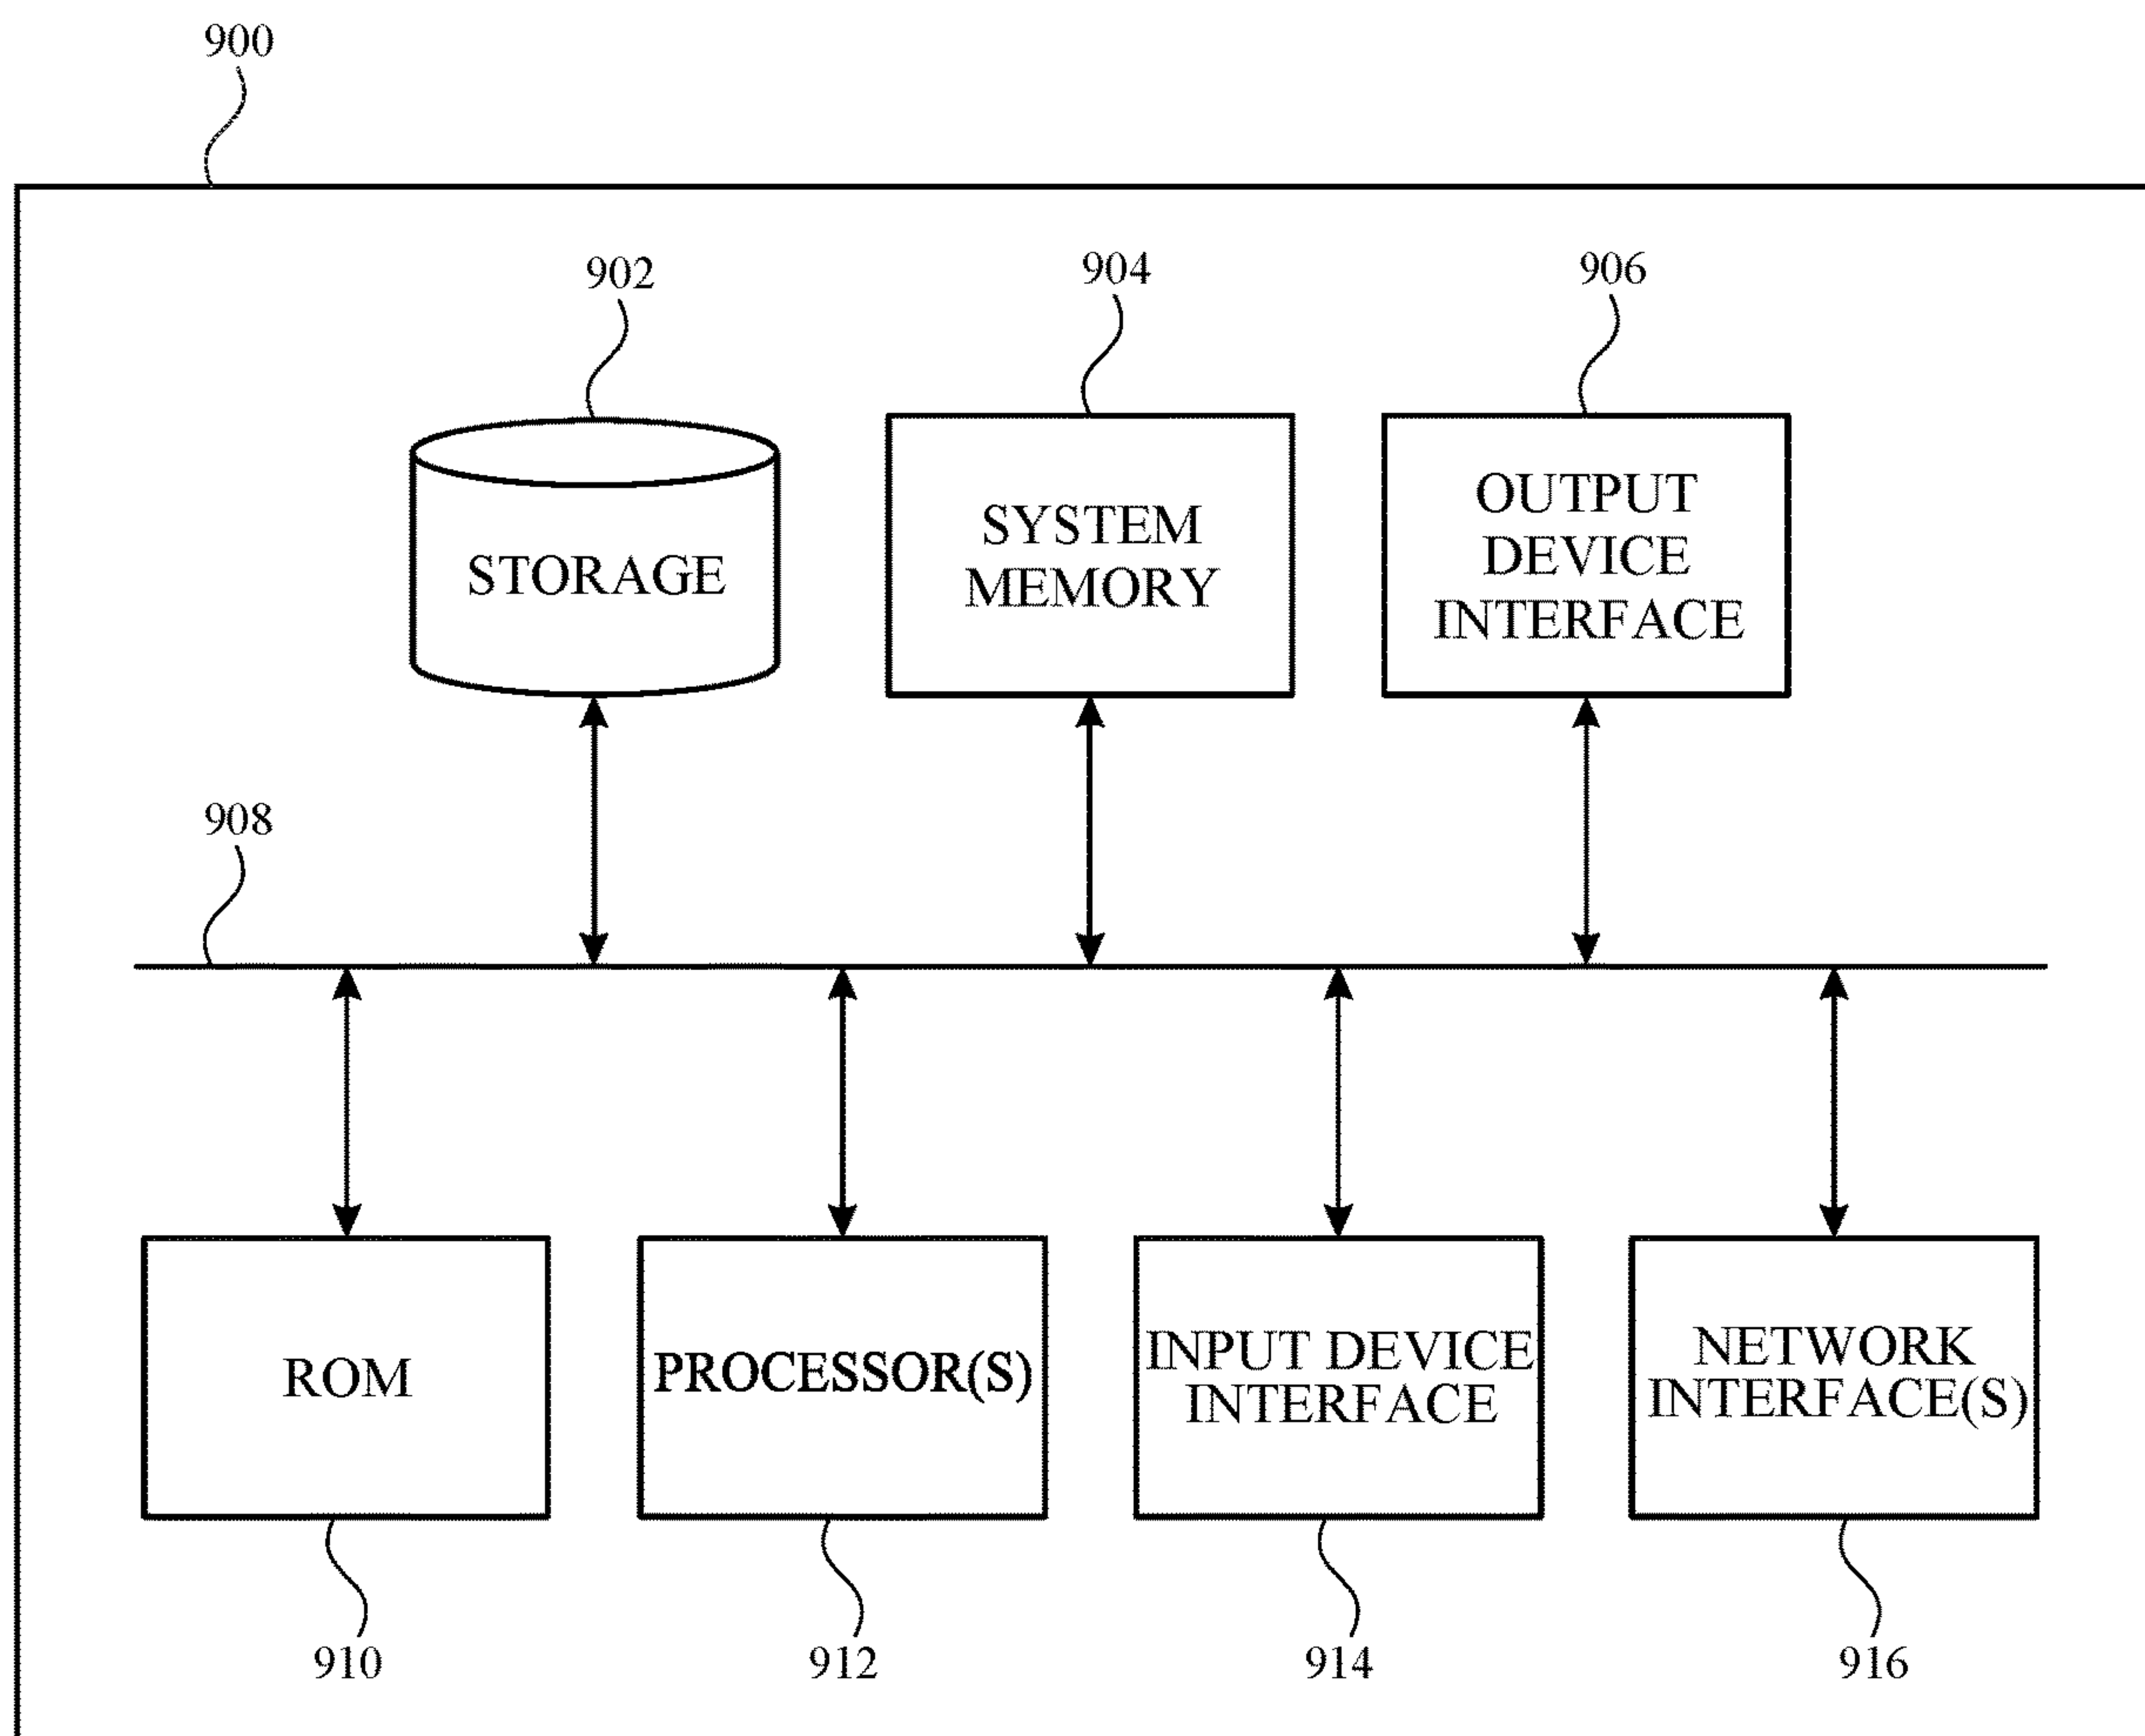 900
902
904
906
STORAGE
SYSTEM
MEMORY
OUTPUT
DEVICE
INTERFACE
908
ROM
PROCESSOR(S)
INPUT DEVICE
INTERFACE
NETWORK
INTERFACE(S)
910
912
914
916